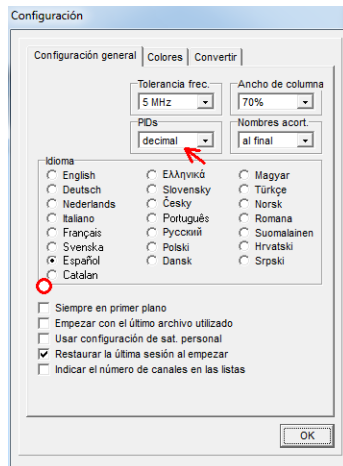 Configuración
Configuración general Colores Convertir
Tolerancia frec. Ancho de columna
5 MHz 70%
PIDs Nombres acort.
decimal al final
Idioma
English Ελληνικά Magyar
Deutsch Slovensky Türkçe
Nederlands Česky Norsk
Italiano Português Romana
Français Русский Suomalainen
Svenska Polski Hrvatski
Español Dansk Srpski
Catalan
Siempre en primer plano
Empezar con el último archivo utilizado
Usar configuración de sat. personal
Restaurar la última sesión al empezar
Indicar el número de canales en las listas
OK